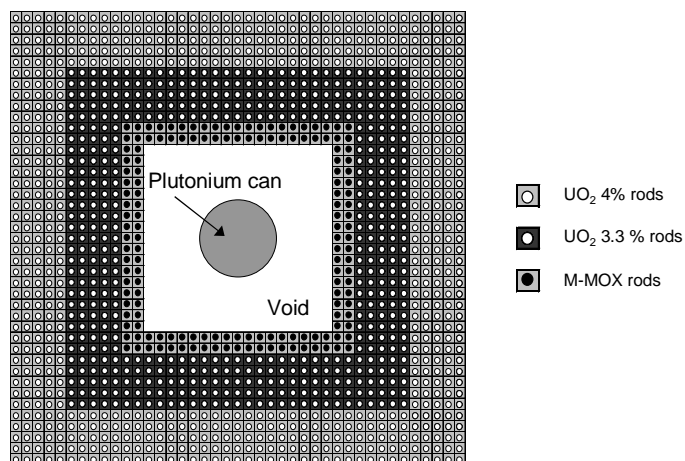 Plutonium can
Void
UO₂ 4% rods
UO₂ 3.3 % rods
M-MOX rods